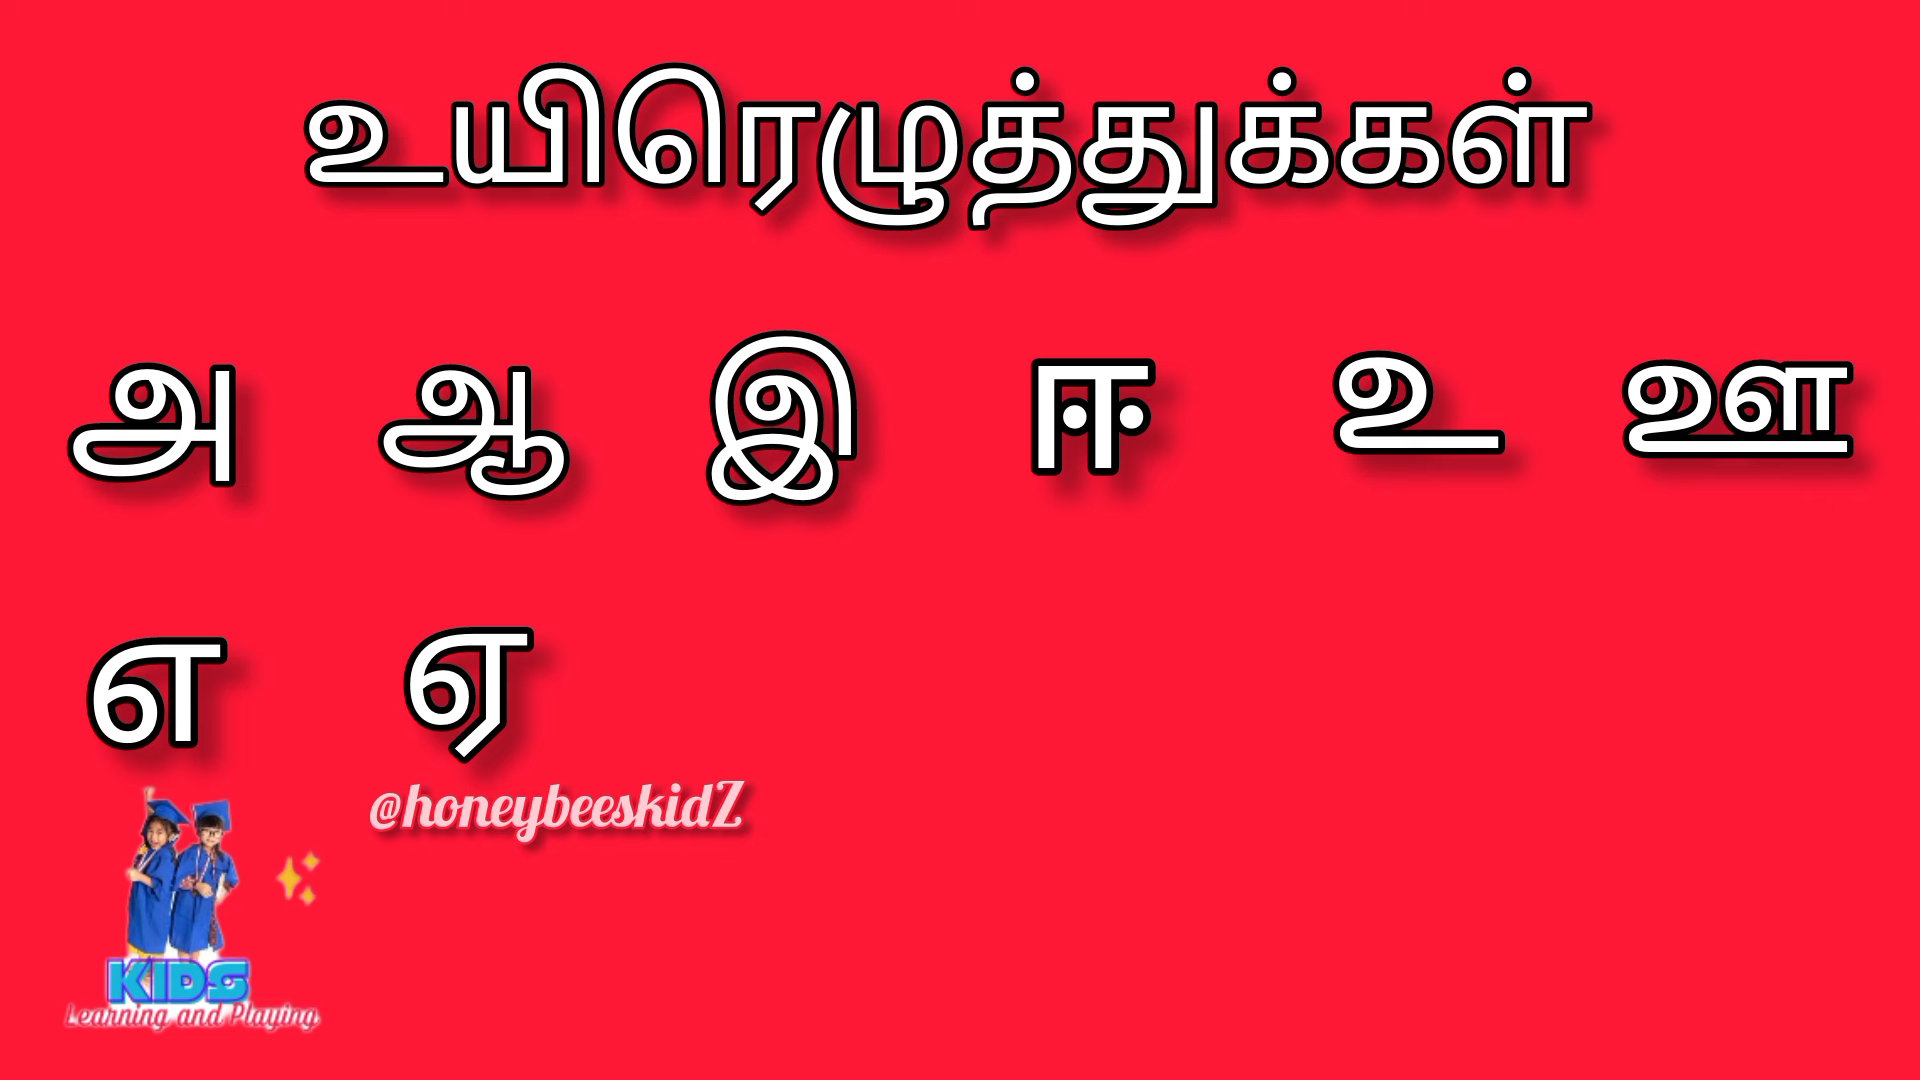 உயிரெழுத்துக்கள்
அ ஆ இ ஈ உ ஊ
எ ஏ
@honeybeeskidZ
KIDS
Learning and Playing